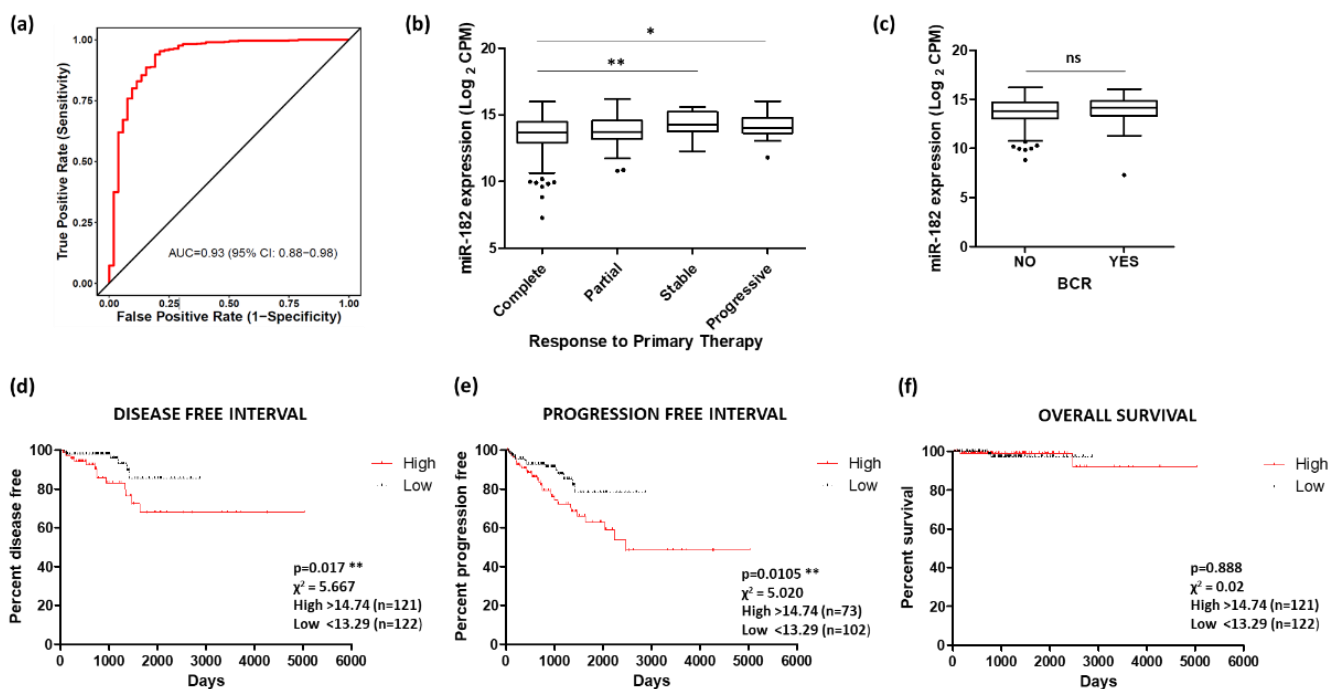 (a)
True Positive Rate (Sensitivity)
1.00
0.75
0.50
0.25
0.00
AUC=0.93 (95% CI: 0.88−0.98)
0.00 0.25 0.50 0.75 1.00
False Positive Rate (1−Specificity)
(b)
miR-182 expression (Log 2 CPM)
20
15
10
5
*
**
Complete
Partial
Stable
Progressive
Response to Primary Therapy
(c)
miR-182 expression (Log 2 CPM)
20
15
10
5
0
ns
NO YES
BCR
(d)
DISEASE FREE INTERVAL
Percent disease free
100
80
60
40
20
0
High
Low
p=0.017 **
χ² = 5.667
High >14.74 (n=121)
Low <13.29 (n=122)
0 1000 2000 3000 4000 5000 6000
Days
(e)
PROGRESSION FREE INTERVAL
Percent progression free
100
80
60
40
20
0
High
Low
p=0.0105 **
χ² = 5.020
High >14.74 (n=73)
Low <13.29 (n=102)
0 1000 2000 3000 4000 5000 6000
Days
(f)
OVERALL SURVIVAL
Percent survival
100
80
60
40
20
0
High
Low
p=0.888
χ² = 0.02
High >14.74 (n=121)
Low <13.29 (n=122)
0 1000 2000 3000 4000 5000 6000
Days